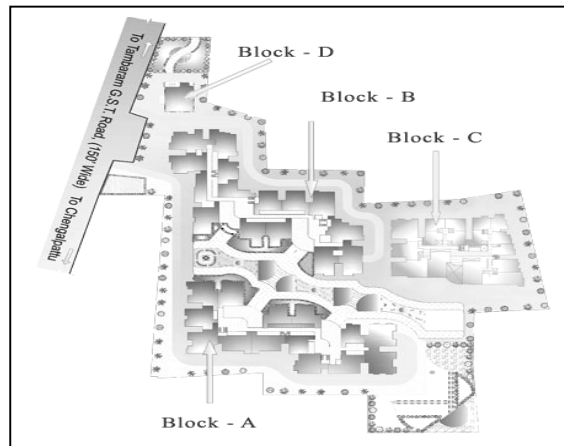 Block - D
Block - B
Block - C
To Tambaram G.S.T. Road, (150' Wide) To Chengalpattu
Block - A